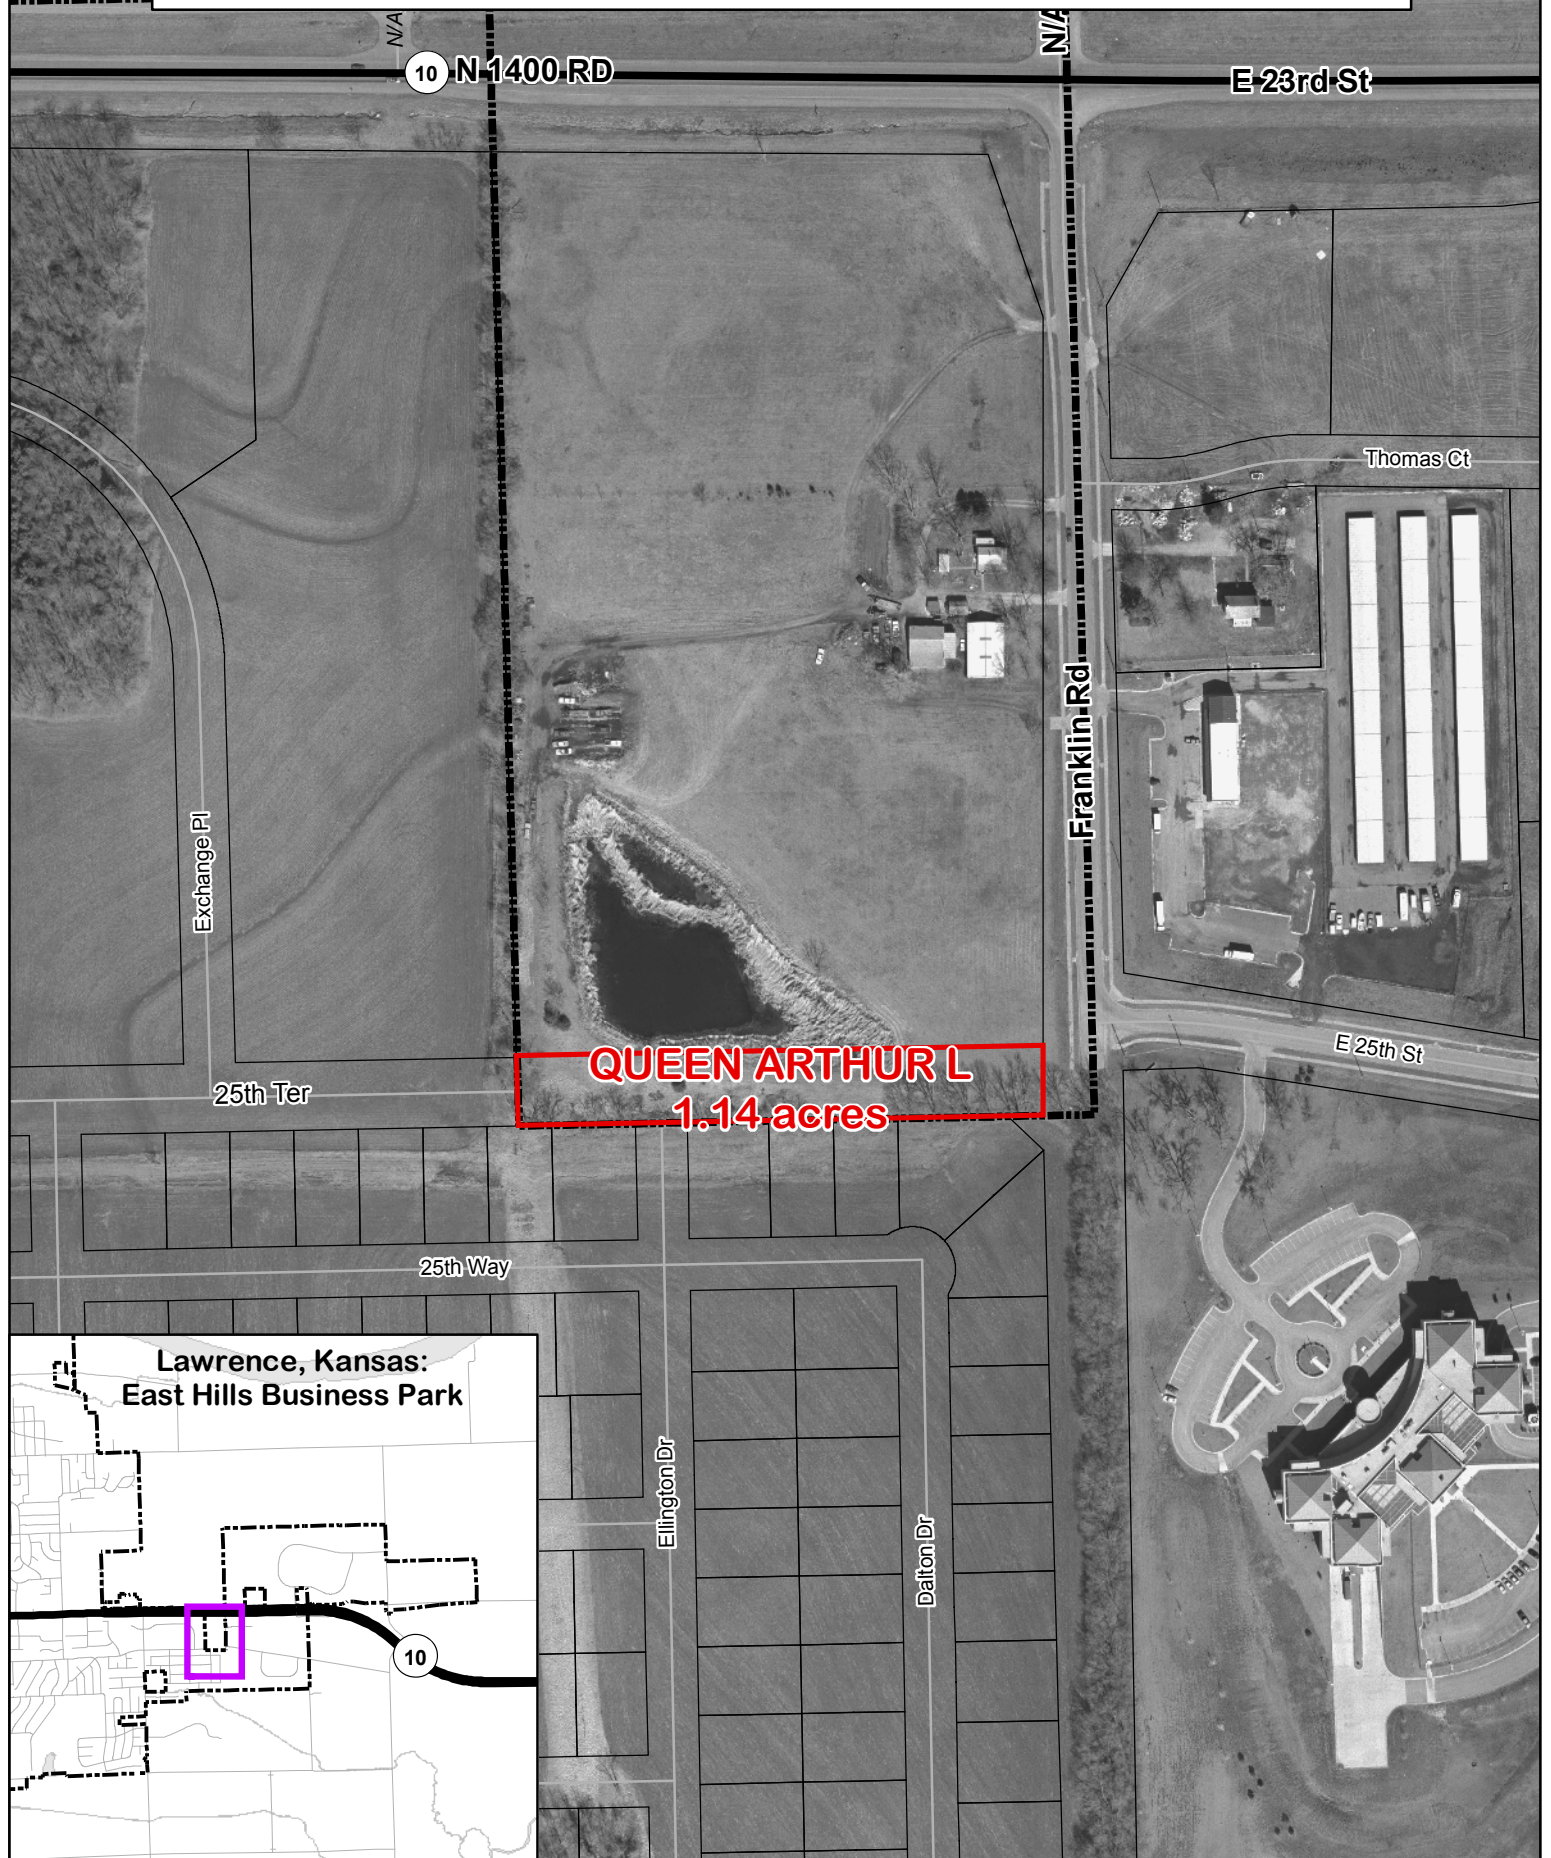 N/A
N/A
10 N 1400 RD
E 23rd St
Thomas Ct
Franklin Rd
Exchange Pl
E 25th St
QUEEN ARTHUR L
1.14 acres
25th Ter
25th Way
Lawrence, Kansas:
East Hills Business Park
Ellington Dr
Dalton Dr
10